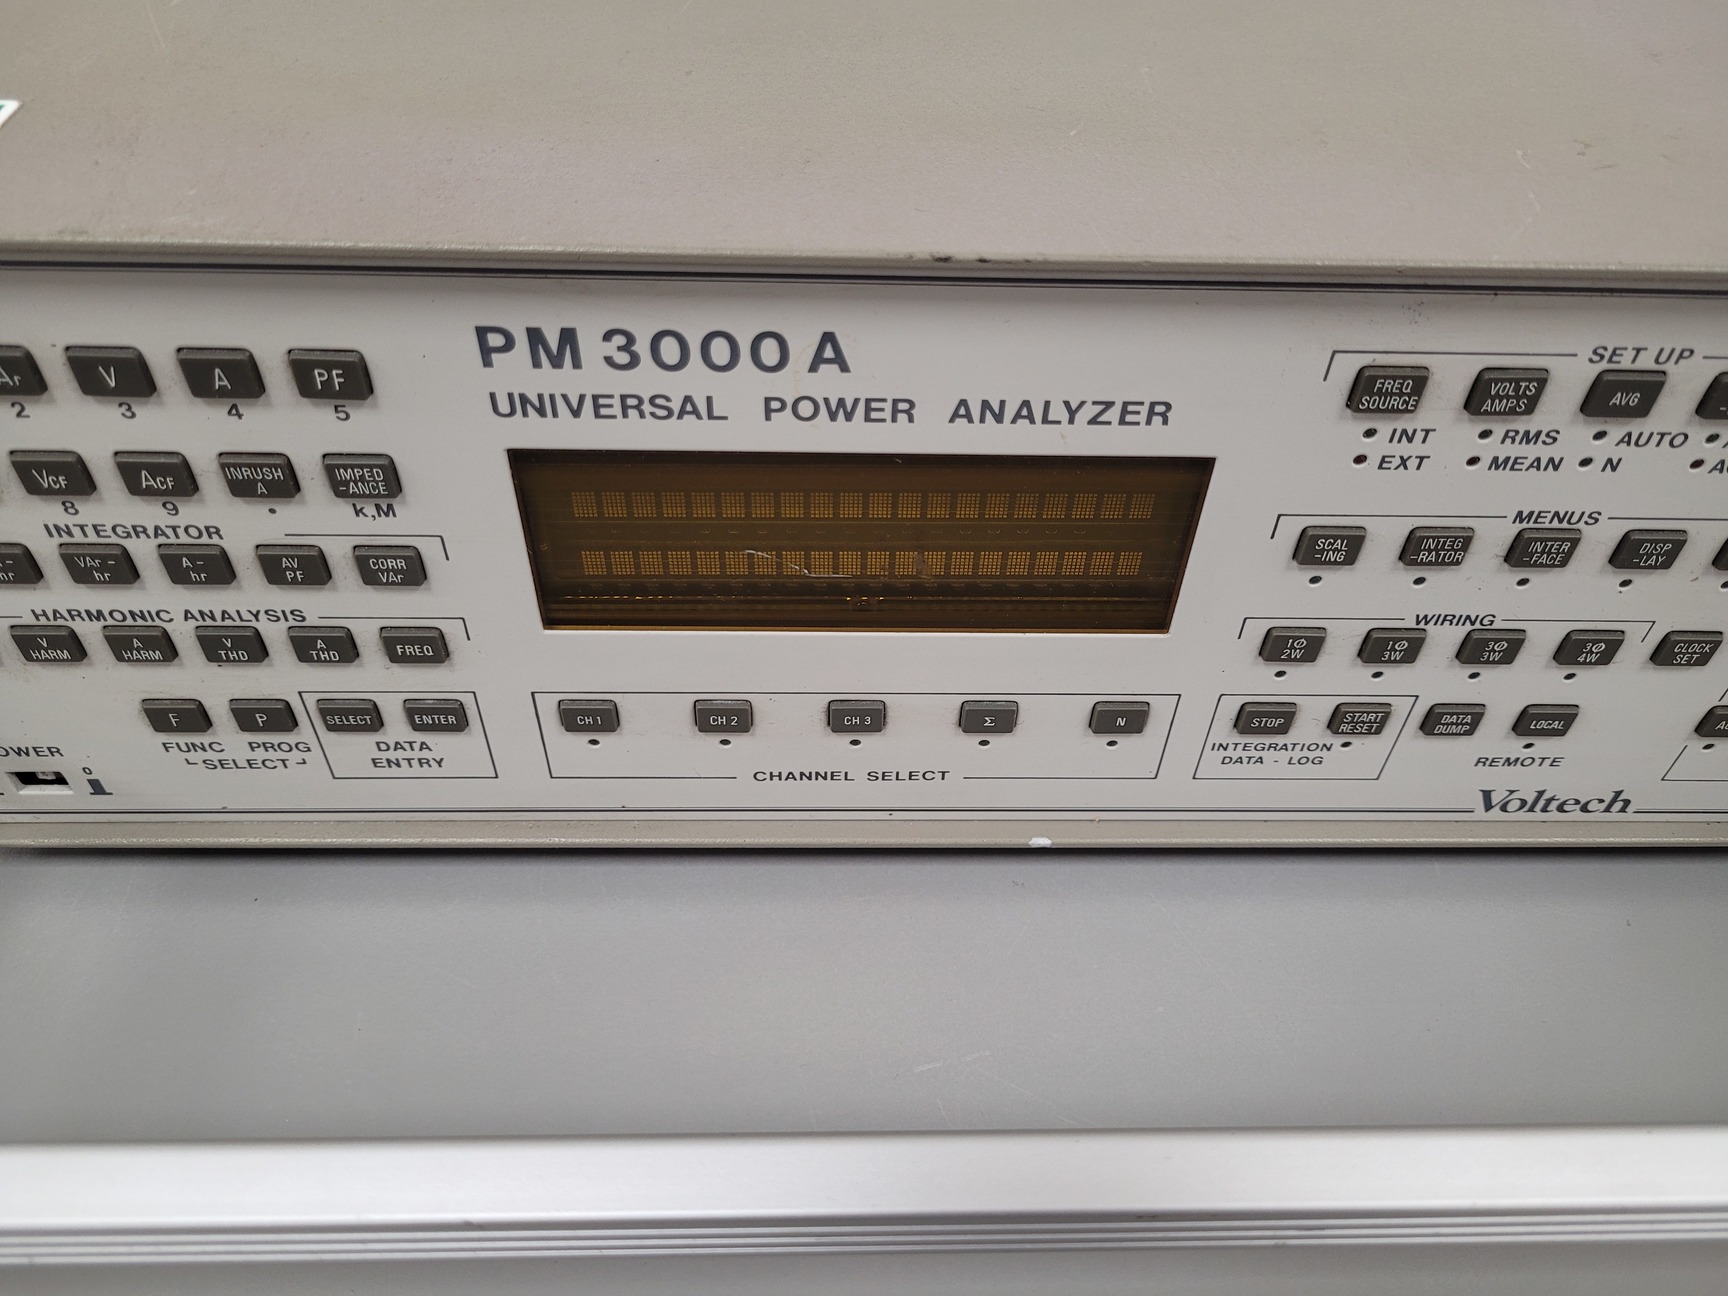 PM 3000 A
UNIVERSAL POWER ANALYZER
V A PF
2 3 4 5
VCF ACF INRUSH A IMPED -ANCE
8 9 . k,M
INTEGRATOR
VAr - hr A - hr AV PF CORR VAr
HARMONIC ANALYSIS
V HARM A HARM V THD A THD FREQ
F P SELECT ENTER
FUNC PROG
SELECT
DATA ENTRY
CH 1 CH 2 CH 3 Σ N
CHANNEL SELECT
SET UP
FREQ SOURCE VOLTS AMPS AVG
INT RMS AUTO
EXT MEAN N
MENUS
SCAL -ING INTEG -RATOR INTER -FACE DISP -LAY
WIRING
1Φ 2W 1Φ 3W 3Φ 3W 3Φ 4W CLOCK SET
STOP START RESET DATA DUMP LOCAL
INTEGRATION
DATA - LOG
REMOTE
Voltech